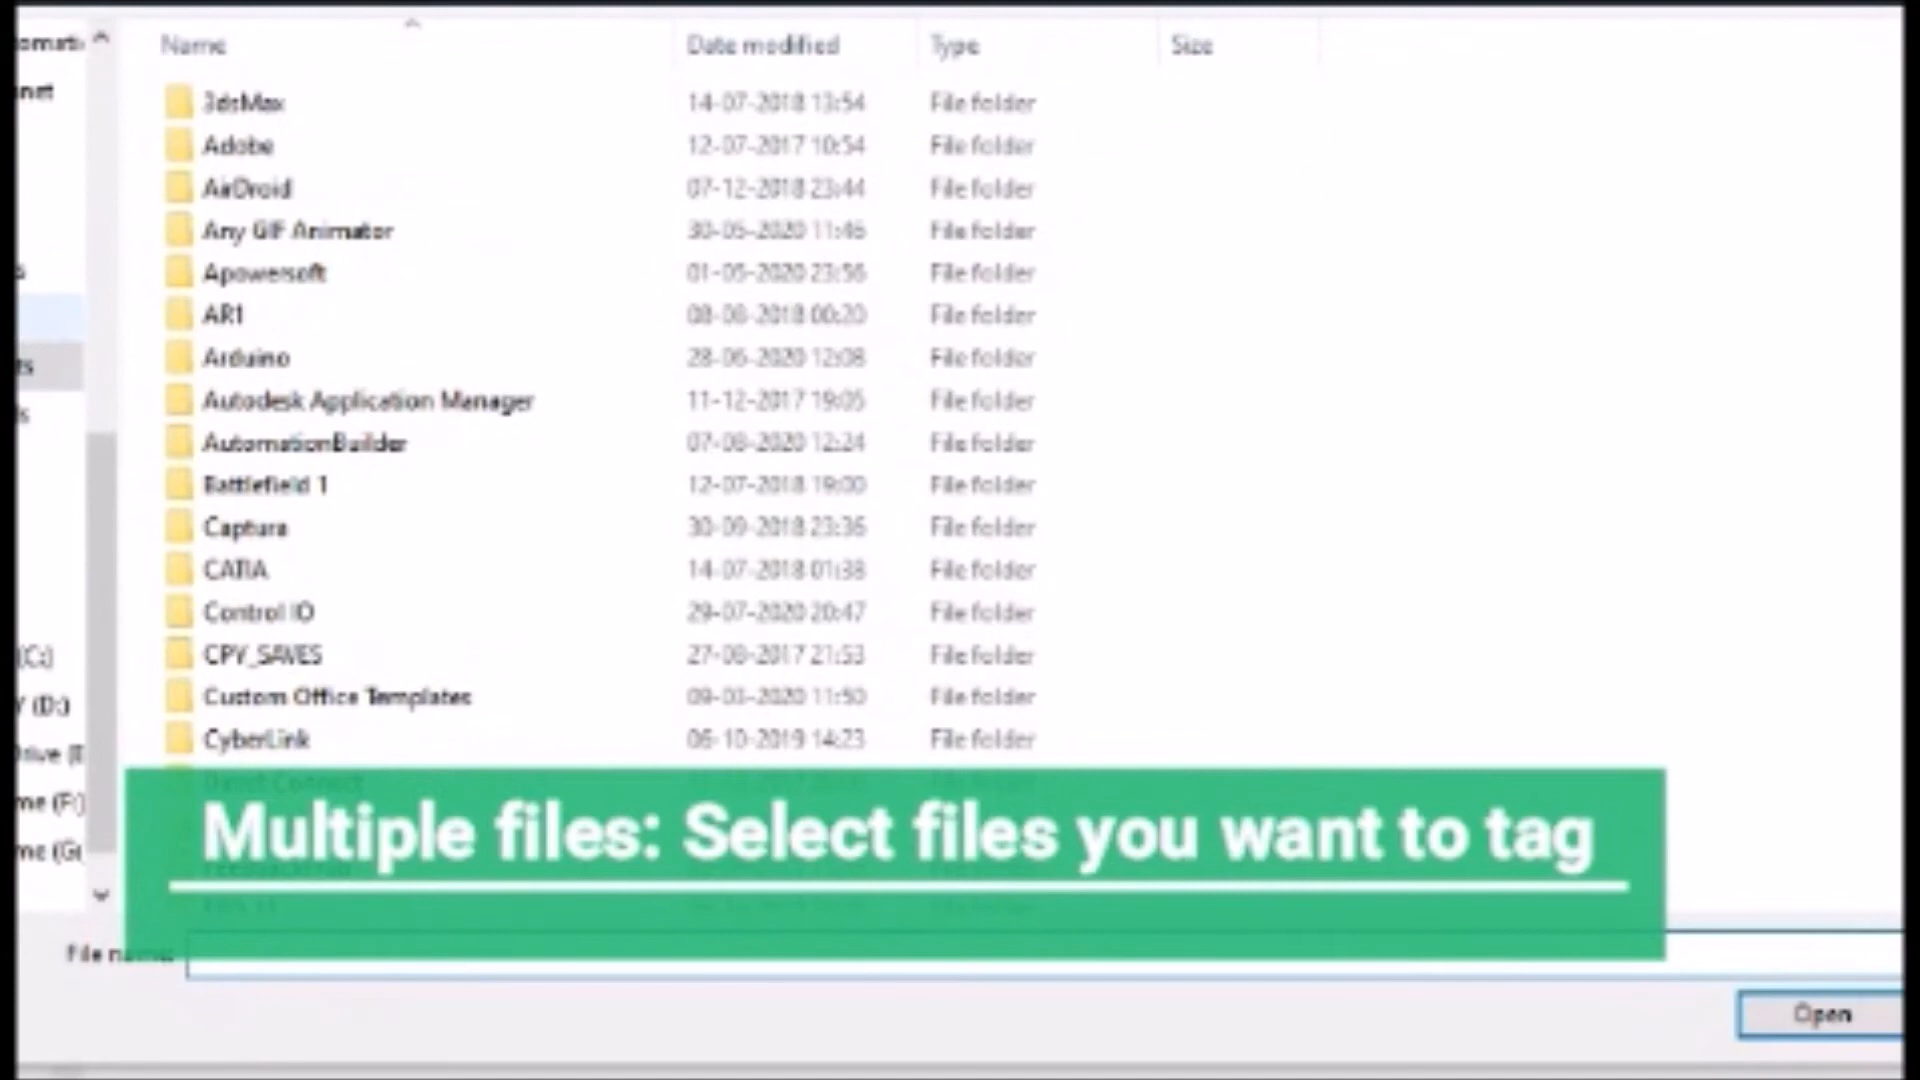 Name Date modified Type Size
3dsMax 14-07-2018 13:54 File folder
Adobe 12-07-2017 10:54 File folder
AirDroid 07-12-2018 23:44 File folder
Any GIF Animator 30-05-2020 11:46 File folder
Apowersoft 01-05-2020 23:56 File folder
AR1 08-08-2018 00:20 File folder
Arduino 28-06-2020 12:08 File folder
Autodesk Application Manager 11-12-2017 19:05 File folder
AutomationBuilder 07-08-2020 12:24 File folder
Battlefield 1 12-07-2018 19:00 File folder
Captura 30-09-2018 23:36 File folder
CATIA 14-07-2018 01:38 File folder
Control IO 29-07-2020 20:47 File folder
CPY_SAVES 27-08-2017 21:53 File folder
Custom Office Templates 09-03-2020 11:50 File folder
CyberLink 06-10-2019 14:23 File folder
(C:)
(D:)
(F:)
Multiple files: Select files you want to tag
File name:
Open